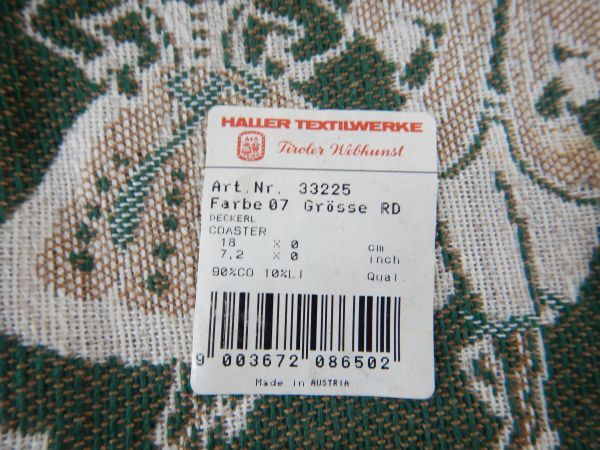 HALLER TEXTILWERKE
Tiroler Webkunst
Art.Nr. 33225
Farbe 07 Grösse RD
DECKERL
COASTER
18 X 0 cm
7,2 X 0 inch
90%CO 10%LI Qual.
9 003672 086502
Made in AUSTRIA